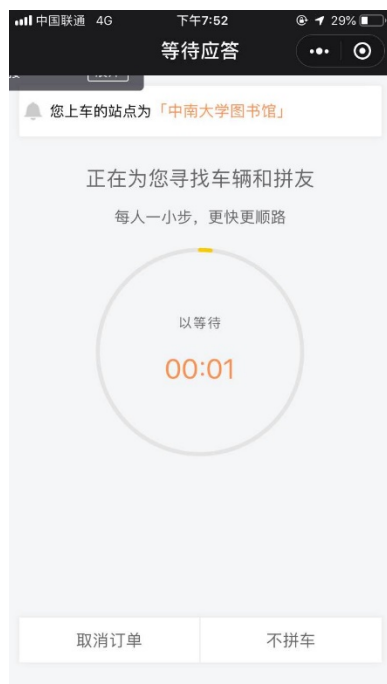 中国联通 4G 下午7:52 29%
等待应答
您上车的站点为「中南大学图书馆」
正在为您寻找车辆和拼友
每人一小步，更快更顺路
以等待
00:01
取消订单 不拼车